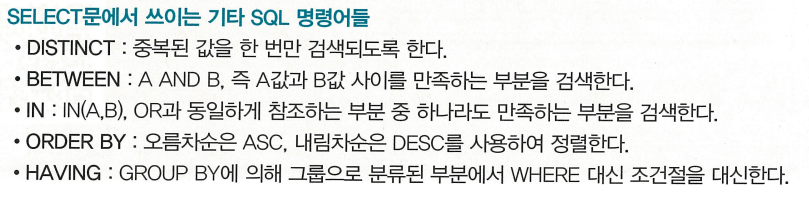 SELECT문에서 쓰이는 기타 SQL 명령어들
• DISTINCT : 중복된 값을 한 번만 검색되도록 한다.
• BETWEEN : A AND B, 즉 A값과 B값 사이를 만족하는 부분을 검색한다.
• IN : IN(A,B), OR과 동일하게 참조하는 부분 중 하나라도 만족하는 부분을 검색한다.
• ORDER BY : 오름차순은 ASC, 내림차순은 DESC를 사용하여 정렬한다.
• HAVING : GROUP BY에 의해 그룹으로 분류된 부분에서 WHERE 대신 조건절을 대신한다.